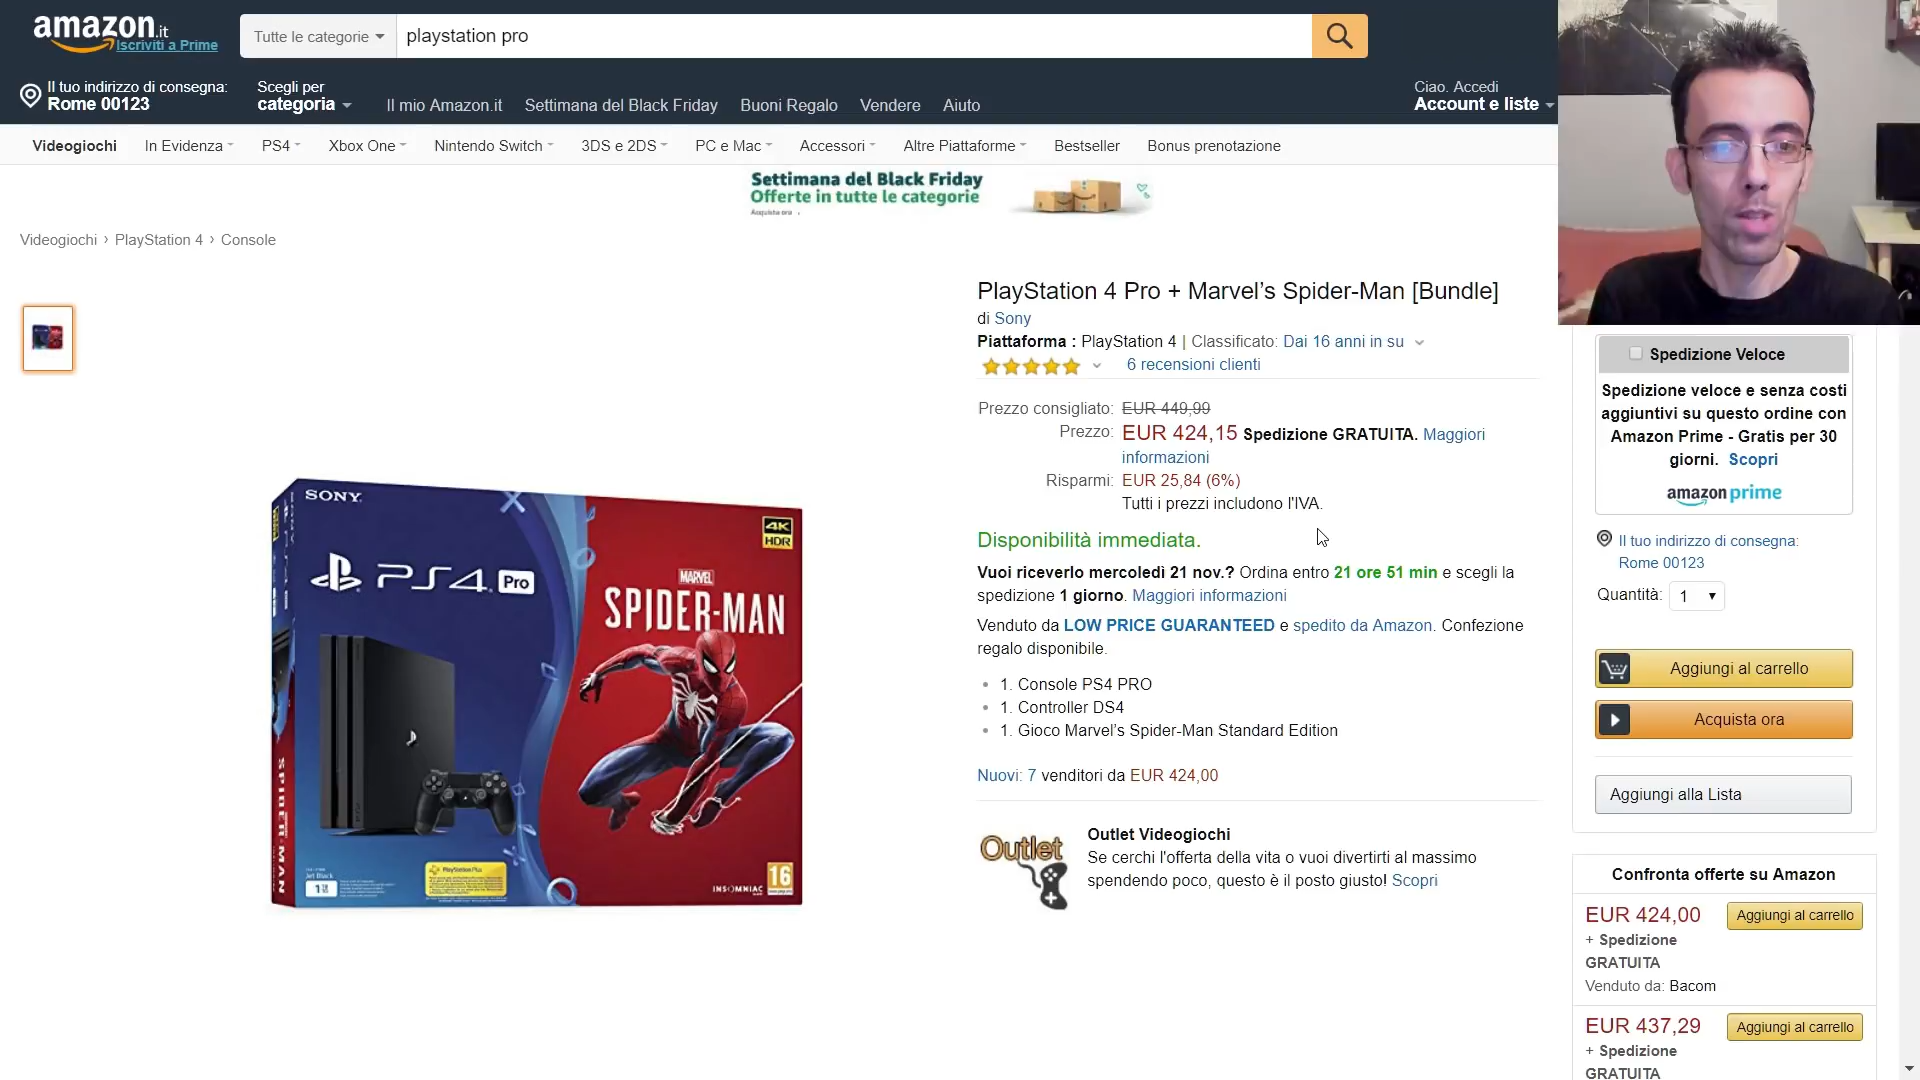 amazon.it
Iscriviti a Prime
Tutte le categorie
playstation pro
Il tuo indirizzo di consegna:
Rome 00123
Scegli per
categoria
Il mio Amazon.it
Settimana del Black Friday
Buoni Regalo
Vendere
Aiuto
Ciao. Accedi
Account e liste
Videogiochi
In Evidenza
PS4
Xbox One
Nintendo Switch
3DS e 2DS
PC e Mac
Accessori
Altre Piattaforme
Bestseller
Bonus prenotazione
Settimana del Black Friday
Offerte in tutte le categorie
Acquista ora
Videogiochi › PlayStation 4 › Console
SONY
4K
HDR
PS4 Pro
MARVEL
SPIDER-MAN
SPIDER-MAN
Jet Black
1TB
PlayStation Plus
INSOMNIAC
16
PlayStation 4 Pro + Marvel’s Spider-Man [Bundle]
di Sony
Piattaforma : PlayStation 4 | Classificato: Dai 16 anni in su
6 recensioni clienti
Prezzo consigliato: EUR 449,99
Prezzo: EUR 424,15 Spedizione GRATUITA. Maggiori
informazioni
Risparmi: EUR 25,84 (6%)
Tutti i prezzi includono l'IVA.
Disponibilità immediata.
Vuoi riceverlo mercoledì 21 nov.? Ordina entro 21 ore 51 min e scegli la
spedizione 1 giorno. Maggiori informazioni
Venduto da LOW PRICE GUARANTEED e spedito da Amazon. Confezione
regalo disponibile.
• 1. Console PS4 PRO
• 1. Controller DS4
• 1. Gioco Marvel’s Spider-Man Standard Edition
Nuovi: 7 venditori da EUR 424,00
Outlet
Outlet Videogiochi
Se cerchi l'offerta della vita o vuoi divertirti al massimo
spendendo poco, questo è il posto giusto! Scopri
Spedizione Veloce
Spedizione veloce e senza costi
aggiuntivi su questo ordine con
Amazon Prime - Gratis per 30
giorni. Scopri
amazon prime
Il tuo indirizzo di consegna:
Rome 00123
Quantità: 1
Aggiungi al carrello
Acquista ora
Aggiungi alla Lista
Confronta offerte su Amazon
EUR 424,00
Aggiungi al carrello
+ Spedizione
GRATUITA
Venduto da: Bacom
EUR 437,29
Aggiungi al carrello
+ Spedizione
GRATUITA